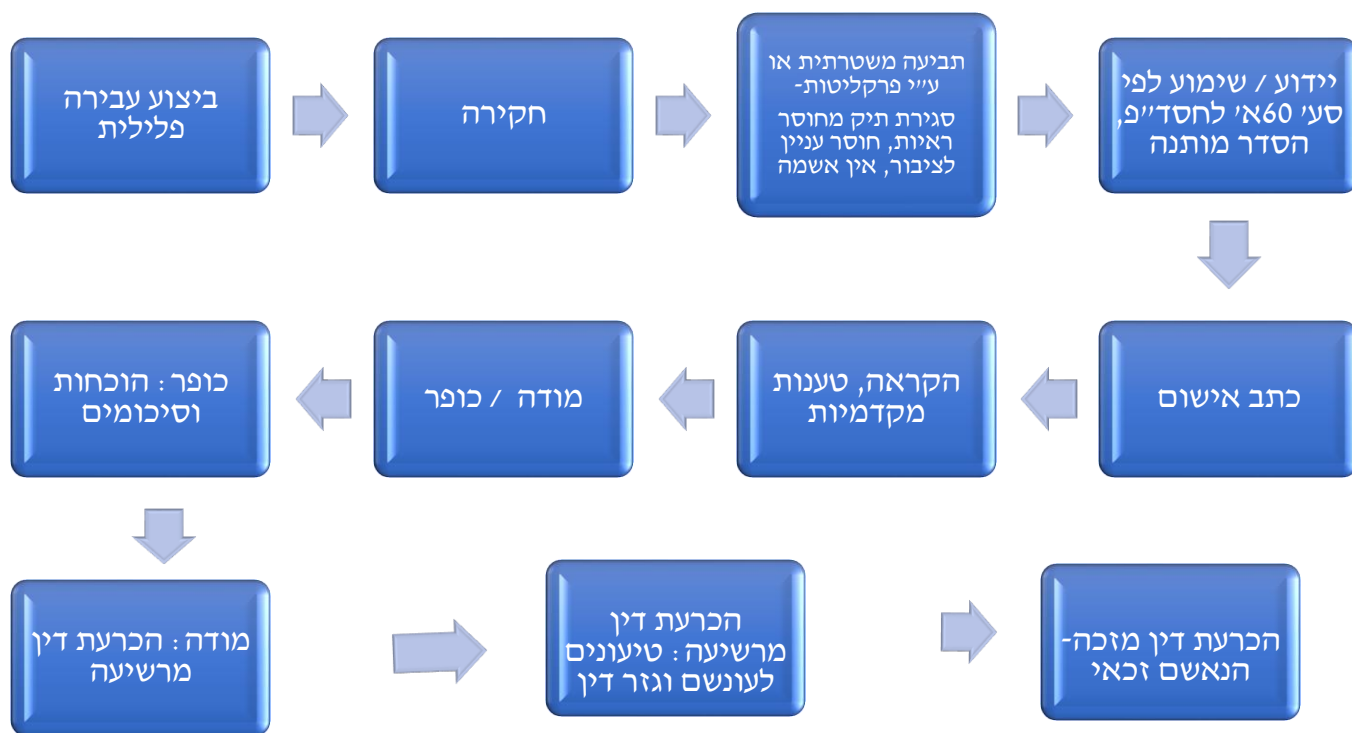 ביצוע עבירה
פלילית
חקירה
תביעה משטרתית או
ע"י פרקליטות-
סגירת תיק מחוסר
ראיות, חוסר עניין
לציבור, אין אשמה
יידוע / שימוע לפי
סע' 60א' לחסד"פ,
הסדר מותנה
כתב אישום
הקראה, טענות
מקדמיות
מודה / כופר
כופר: הוכחות
וסיכומים
מודה: הכרעת דין
מרשיעה
הכרעת דין
מרשיעה: טיעונים
לעונשם וגזר דין
הכרעת דין מזכה-
הנאשם זכאי